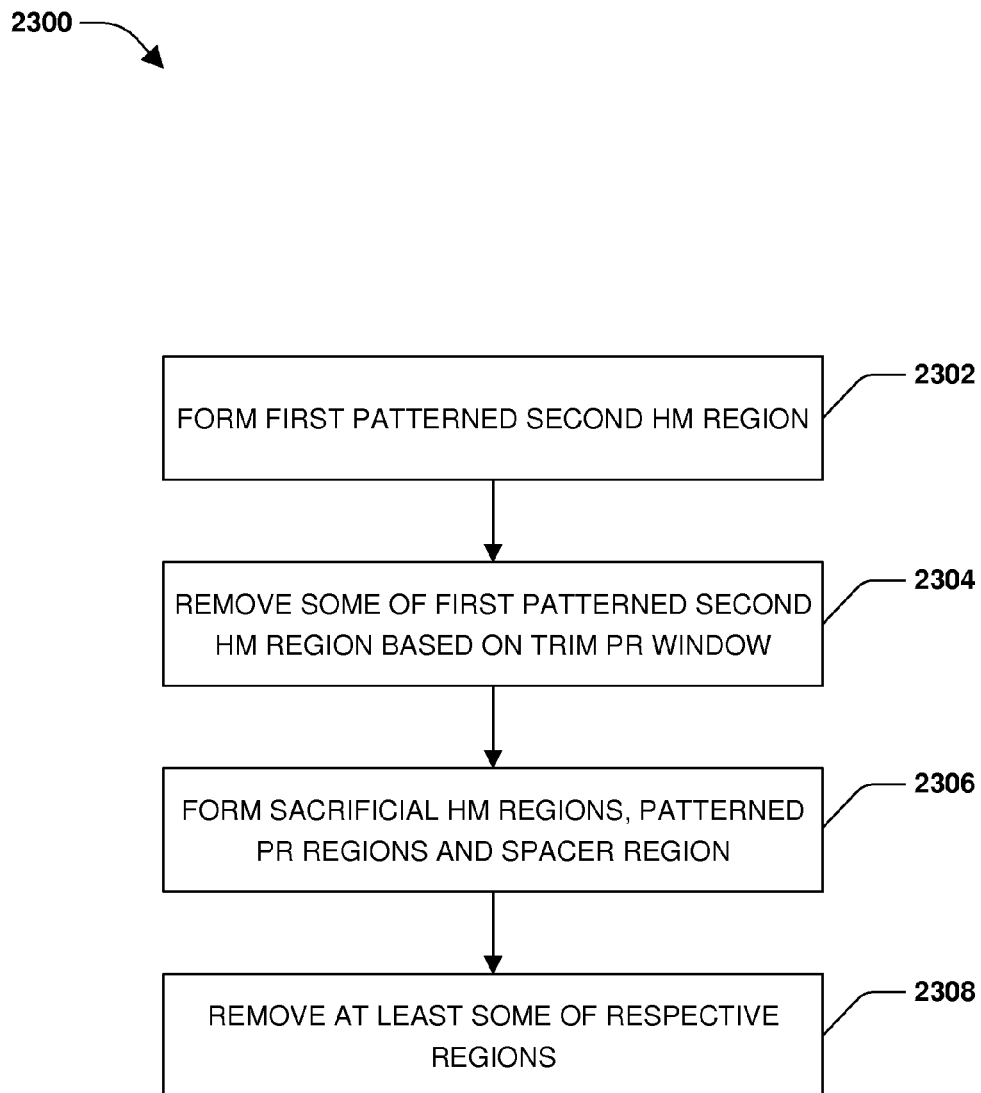 2300
2302
FORM FIRST PATTERNED SECOND HM REGION
2304
REMOVE SOME OF FIRST PATTERNED SECOND
HM REGION BASED ON TRIM PR WINDOW
2306
FORM SACRIFICIAL HM REGIONS, PATTERNED
PR REGIONS AND SPACER REGION
2308
REMOVE AT LEAST SOME OF RESPECTIVE
REGIONS